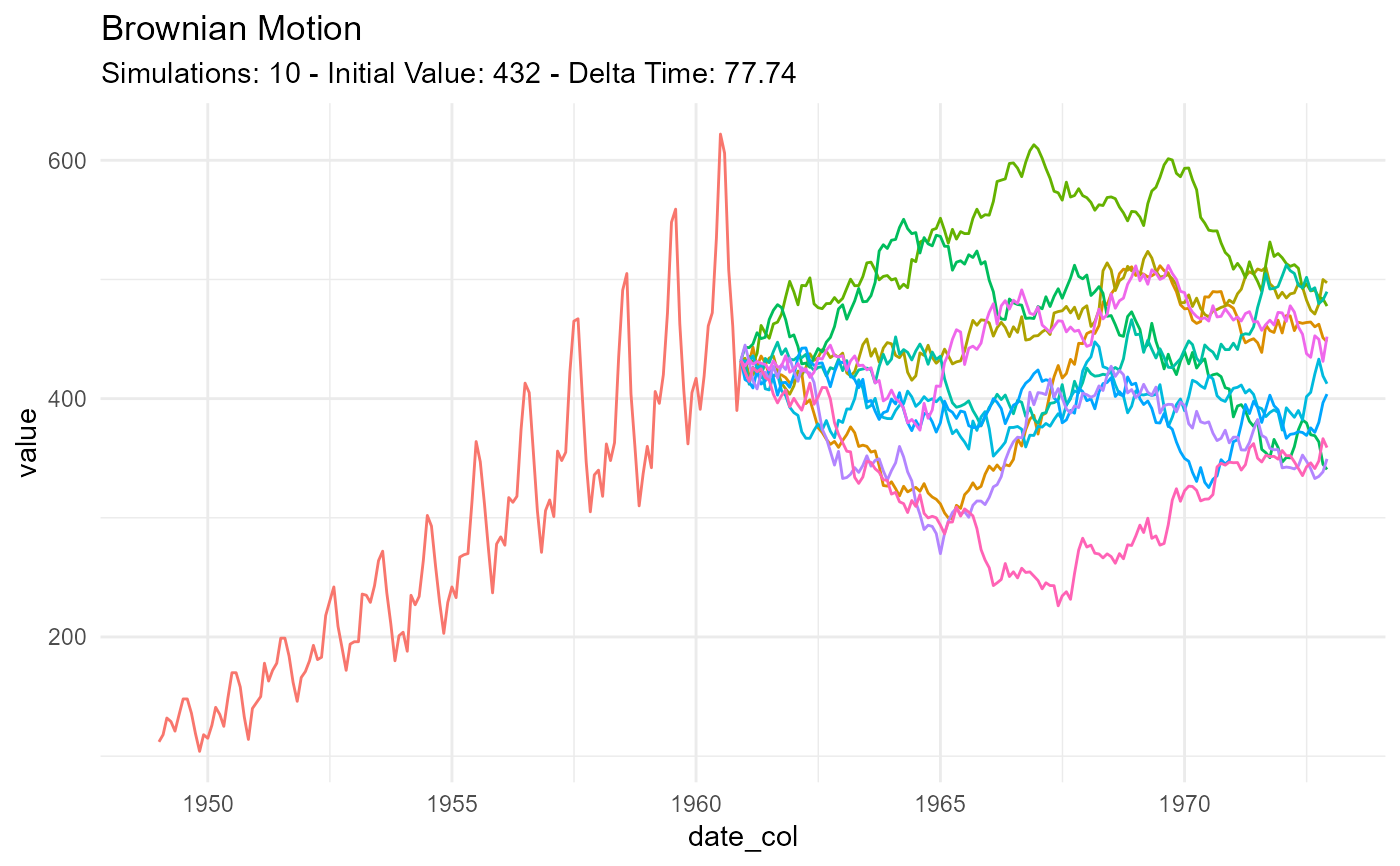 Brownian Motion
Simulations: 10 - Initial Value: 432 - Delta Time: 77.74
600
400
200
value
1950 1955 1960 1965 1970
date_col